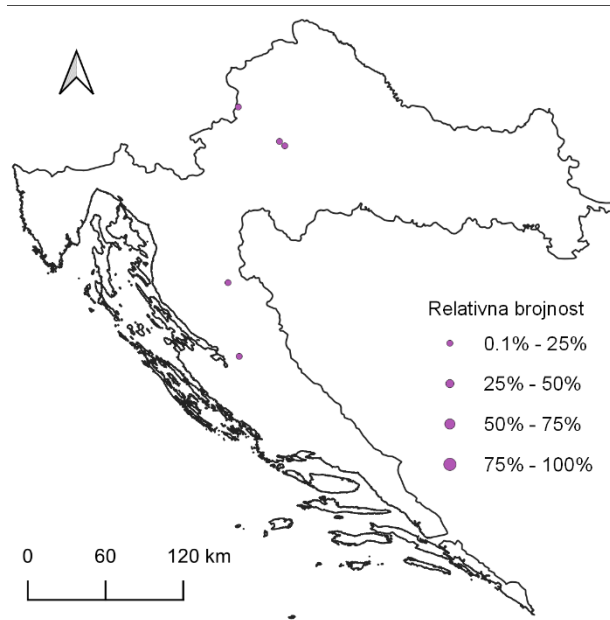 Relativna brojnost
0.1% - 25%
25% - 50%
50% - 75%
75% - 100%
0 60 120 km